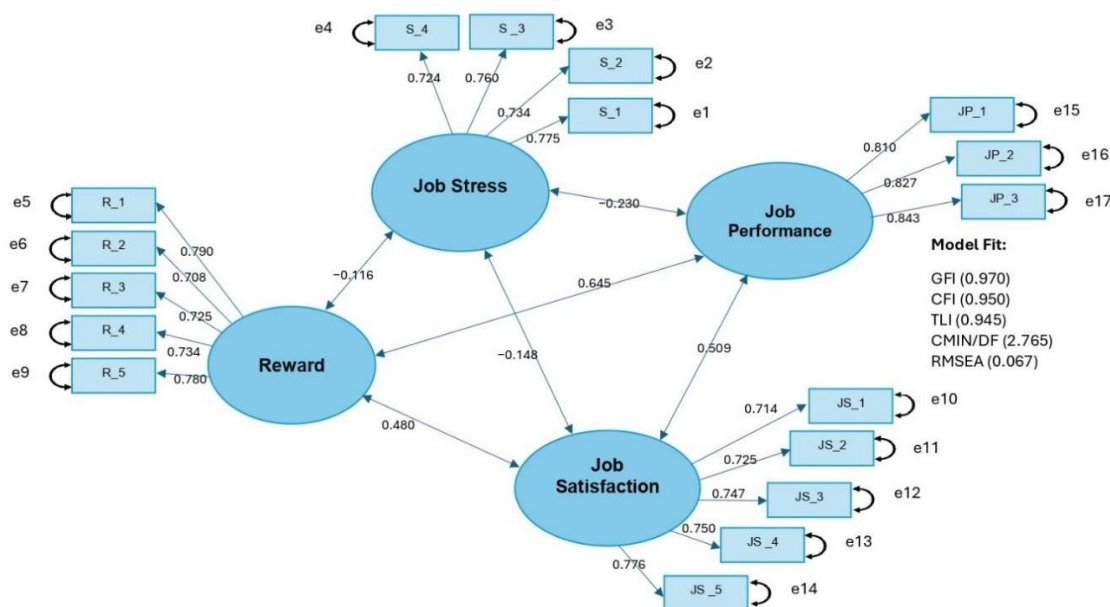 e4
S_4
S_3
e3
S_2
e2
S_1
e1
0.724
0.760
0.734
0.775
Job Stress
JP_1
e15
JP_2
e16
JP_3
e17
0.810
0.827
0.843
Job
Performance
−0.230
e5
R_1
e6
R_2
e7
R_3
e8
R_4
e9
R_5
0.790
0.708
0.725
0.734
0.780
Reward
−0.116
0.645
−0.148
0.509
0.480
Model Fit:
GFI (0.970)
CFI (0.950)
TLI (0.945)
CMIN/DF (2.765)
RMSEA (0.067)
Job
Satisfaction
0.714
0.725
0.747
0.750
0.776
JS_1
e10
JS_2
e11
JS_3
e12
JS _4
e13
JS _5
e14